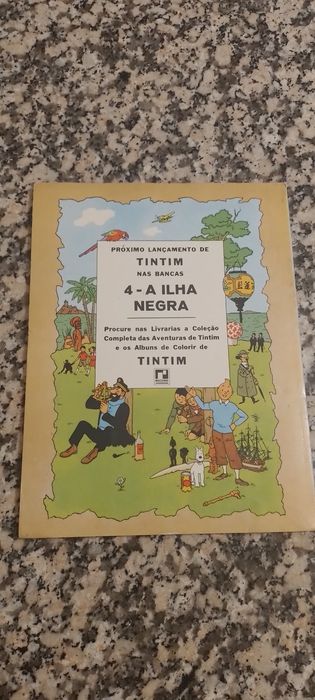 PRÓXIMO LANÇAMENTO DE
TINTIM
NAS BANCAS
4 - A ILHA
NEGRA
Procure nas Livrarias a Coleção
Completa das Aventuras de Tintim
e os Albuns de Colorir de
TINTIM